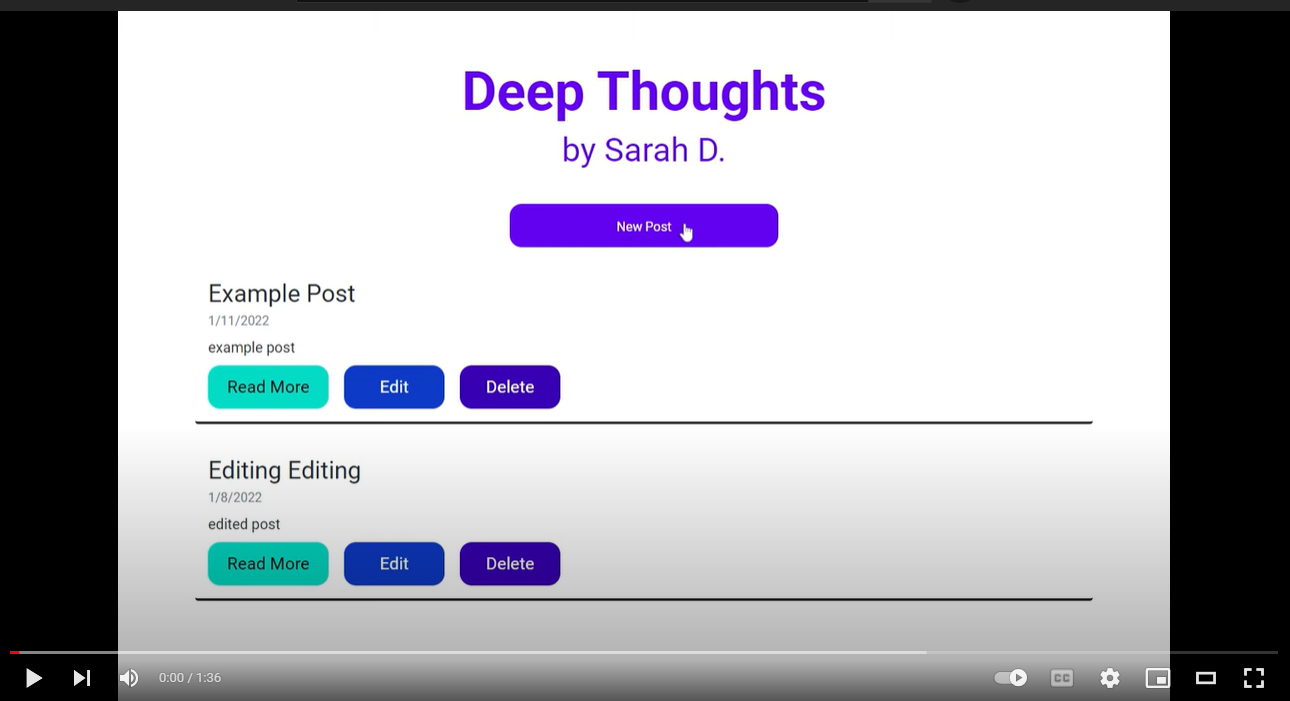 Deep Thoughts
by Sarah D.
New Post
Example Post
1/11/2022
example post
Read More Edit Delete
Editing Editing
1/8/2022
edited post
Read More Edit Delete
0:00 / 1:36 CC